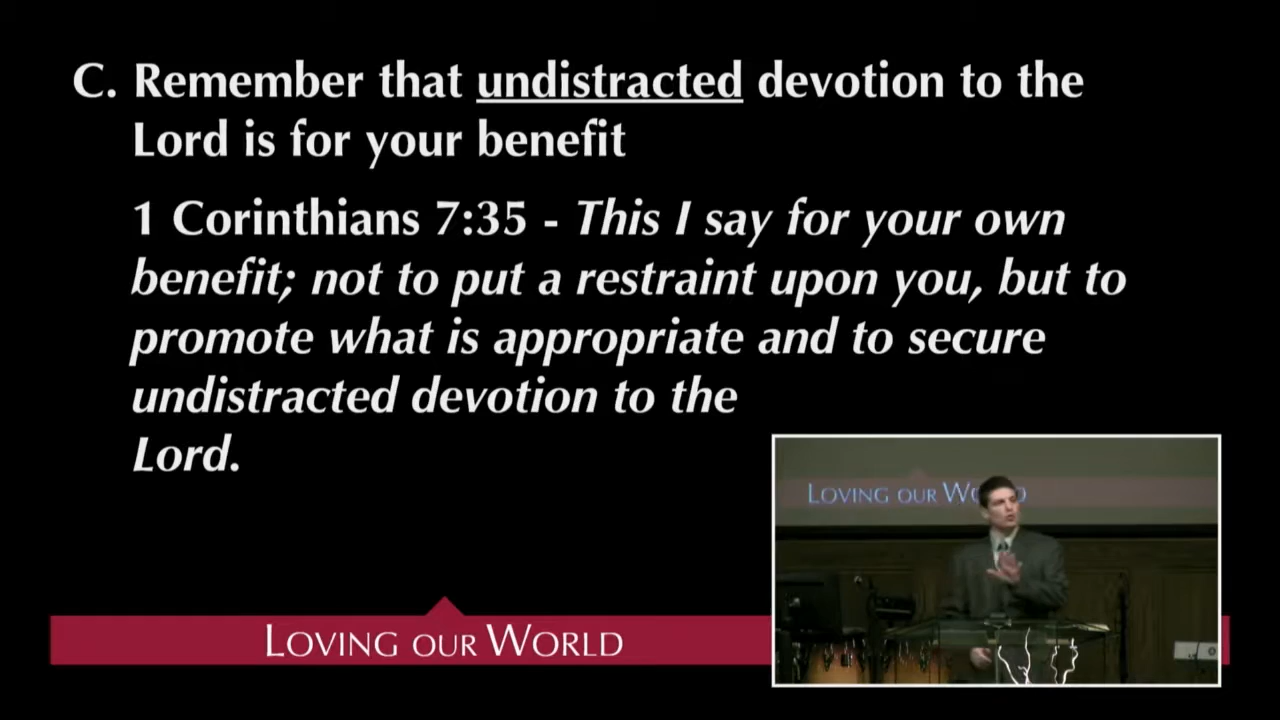 C. Remember that undistracted devotion to the
Lord is for your benefit
1 Corinthians 7:35 - This I say for your own
benefit; not to put a restraint upon you, but to
promote what is appropriate and to secure
undistracted devotion to the
Lord.
LOVING OUR WORLD
LOVING OUR